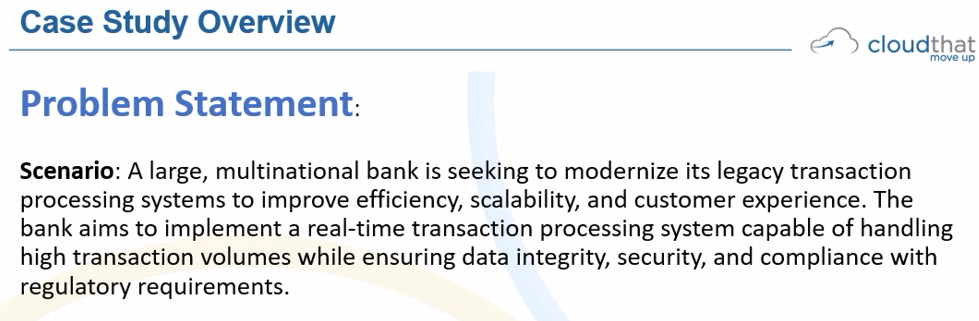 Case Study Overview
cloudthat
move up
Problem Statement:
Scenario: A large, multinational bank is seeking to modernize its legacy transaction
processing systems to improve efficiency, scalability, and customer experience. The
bank aims to implement a real-time transaction processing system capable of handling
high transaction volumes while ensuring data integrity, security, and compliance with
regulatory requirements.